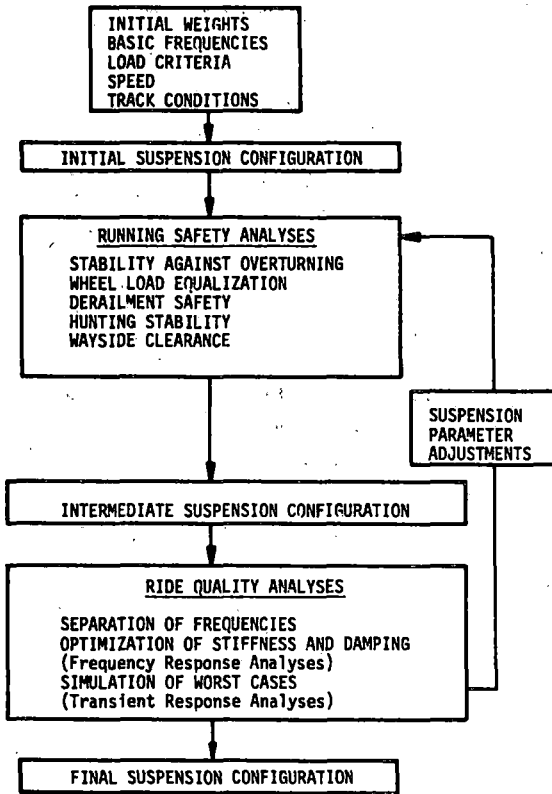 INITIAL WEIGHTS
BASIC FREQUENCIES
LOAD CRITERIA
SPEED
TRACK CONDITIONS
INITIAL SUSPENSION CONFIGURATION
RUNNING SAFETY ANALYSES
STABILITY AGAINST OVERTURNING
WHEEL LOAD EQUALIZATION
DERAILMENT SAFETY
HUNTING STABILITY
WAYSIDE CLEARANCE
SUSPENSION
PARAMETER
ADJUSTMENTS
INTERMEDIATE SUSPENSION CONFIGURATION
RIDE QUALITY ANALYSES
SEPARATION OF FREQUENCIES
OPTIMIZATION OF STIFFNESS AND DAMPING
(Frequency Response Analyses)
SIMULATION OF WORST CASES
(Transient Response Analyses)
FINAL SUSPENSION CONFIGURATION